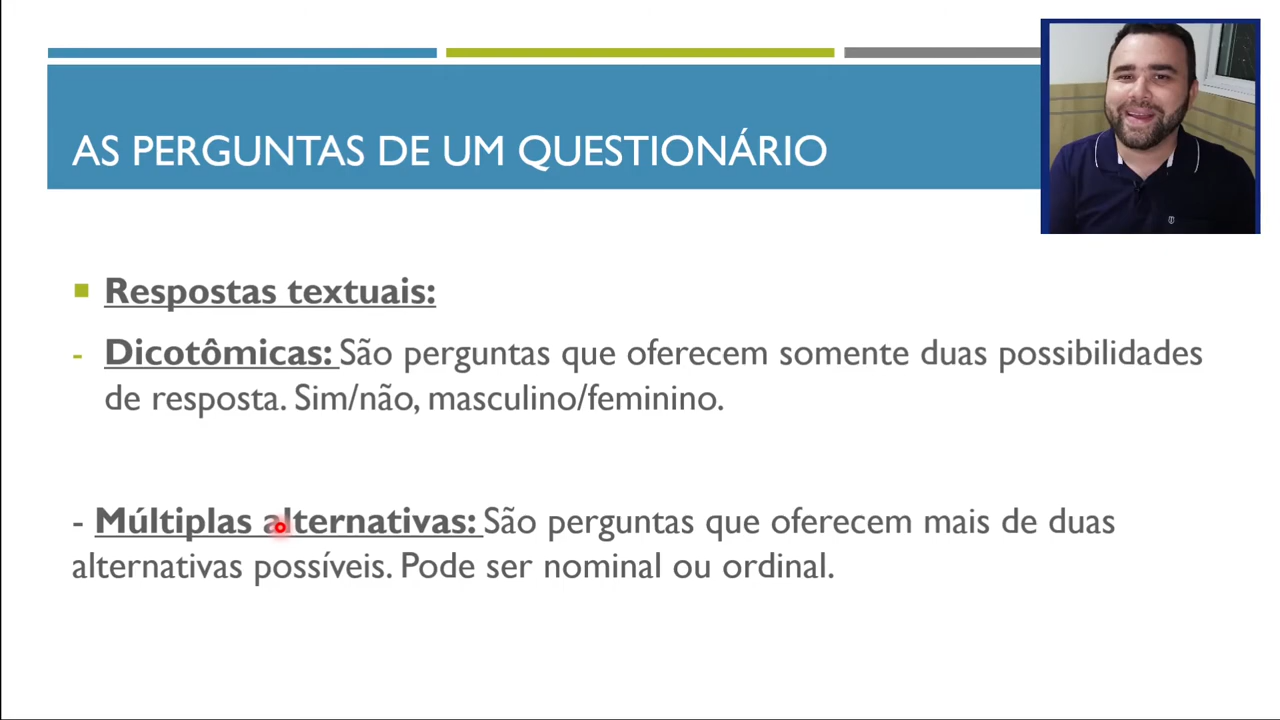 AS PERGUNTAS DE UM QUESTIONÁRIO
Respostas textuais:
- Dicotômicas: São perguntas que oferecem somente duas possibilidades
de resposta. Sim/não, masculino/feminino.
- Múltiplas alternativas: São perguntas que oferecem mais de duas
alternativas possíveis. Pode ser nominal ou ordinal.